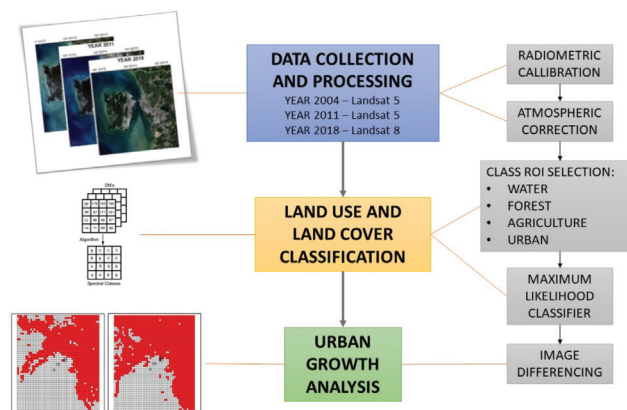 YEAR 2011
YEAR 2018
DATA COLLECTION
AND PROCESSING
YEAR 2004 – Landsat 5
YEAR 2011 – Landsat 5
YEAR 2018 – Landsat 8
RADIOMETRIC
CALLIBRATION
ATMOSPHERIC
CORRECTION
DN's
Algorithm
Spectral Classes
LAND USE AND
LAND COVER
CLASSIFICATION
CLASS ROI SELECTION:
• WATER
• FOREST
• AGRICULTURE
• URBAN
MAXIMUM
LIKELIHOOD
CLASSIFIER
URBAN
GROWTH
ANALYSIS
IMAGE
DIFFERENCING